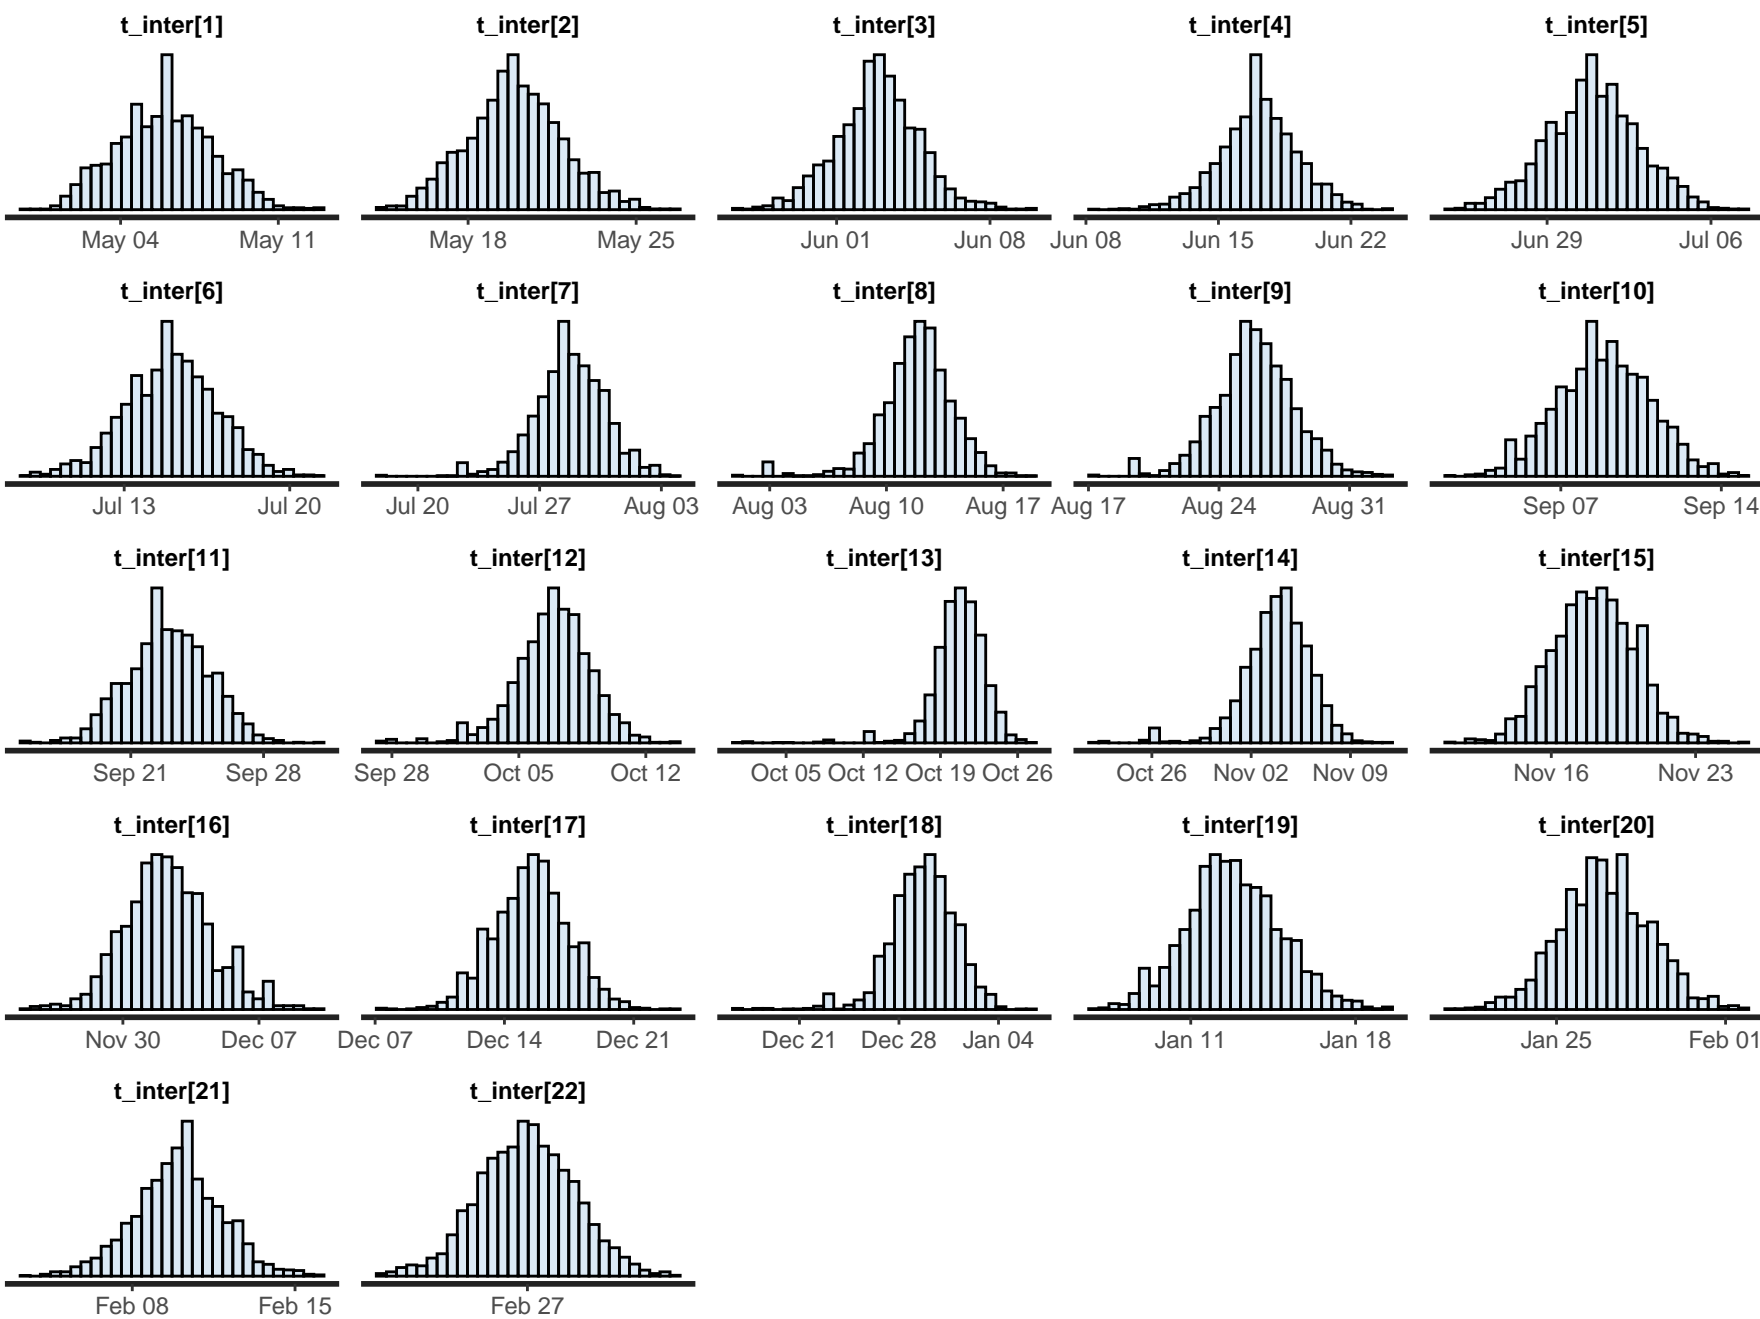 t_inter[1] t_inter[2] t_inter[3] t_inter[4] t_inter[5]
May 04 May 11 May 18 May 25 Jun 01 Jun 08 Jun 08 Jun 15 Jun 22 Jun 29 Jul 06
t_inter[6] t_inter[7] t_inter[8] t_inter[9] t_inter[10]
Jul 13 Jul 20 Jul 20 Jul 27 Aug 03 Aug 03 Aug 10 Aug 17 Aug 17 Aug 24 Aug 31 Sep 07 Sep 14
t_inter[11] t_inter[12] t_inter[13] t_inter[14] t_inter[15]
Sep 21 Sep 28 Sep 28 Oct 05 Oct 12 Oct 05 Oct 12 Oct 19 Oct 26 Oct 26 Nov 02 Nov 09 Nov 16 Nov 23
t_inter[16] t_inter[17] t_inter[18] t_inter[19] t_inter[20]
Nov 30 Dec 07 Dec 07 Dec 14 Dec 21 Dec 21 Dec 28 Jan 04 Jan 11 Jan 18 Jan 25 Feb 01
t_inter[21] t_inter[22]
Feb 08 Feb 15 Feb 27